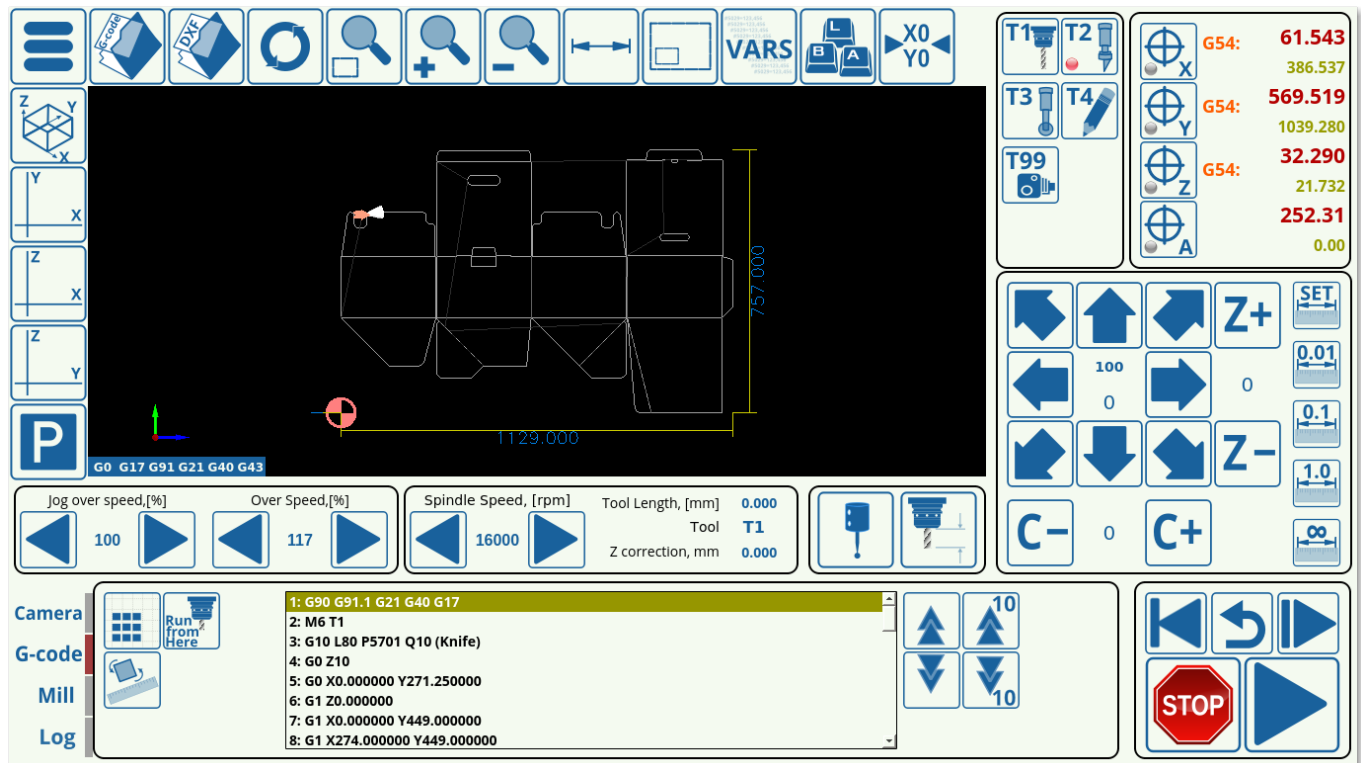 G-code
DXF
VARS
L
B A
X0
Y0
Z Y
X
Y
X
Z
X
Z
Y
P
757.000
1129.000
G0 G17 G91 G21 G40 G43
T1 T2
T3 T4
T99
X
G54: 61.543
386.537
Y
G54: 569.519
1039.280
Z
G54: 32.290
21.732
A
252.31
0.00
Z+
SET
100
0
0
0.01
0.1
Z-
1.0
C- 0 C+
∞
Jog over speed,[%]
100
Over Speed,[%]
117
Spindle Speed, [rpm]
16000
Tool Length, [mm] 0.000
Tool T1
Z correction, mm 0.000
Camera
G-code
Mill
Log
Run
from
Here
1: G90 G91.1 G21 G40 G17
2: M6 T1
3: G10 L80 P5701 Q10 (Knife)
4: G0 Z10
5: G0 X0.000000 Y271.250000
6: G1 Z0.000000
7: G1 X0.000000 Y449.000000
8: G1 X274.000000 Y449.000000
10
10
STOP